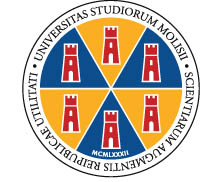 · UNIVERSITAS STUDIORUM MOLISII · SCIENTIARUM AUGMENTIS REIPUBLICAE UTILITATI
MCMLXXXII